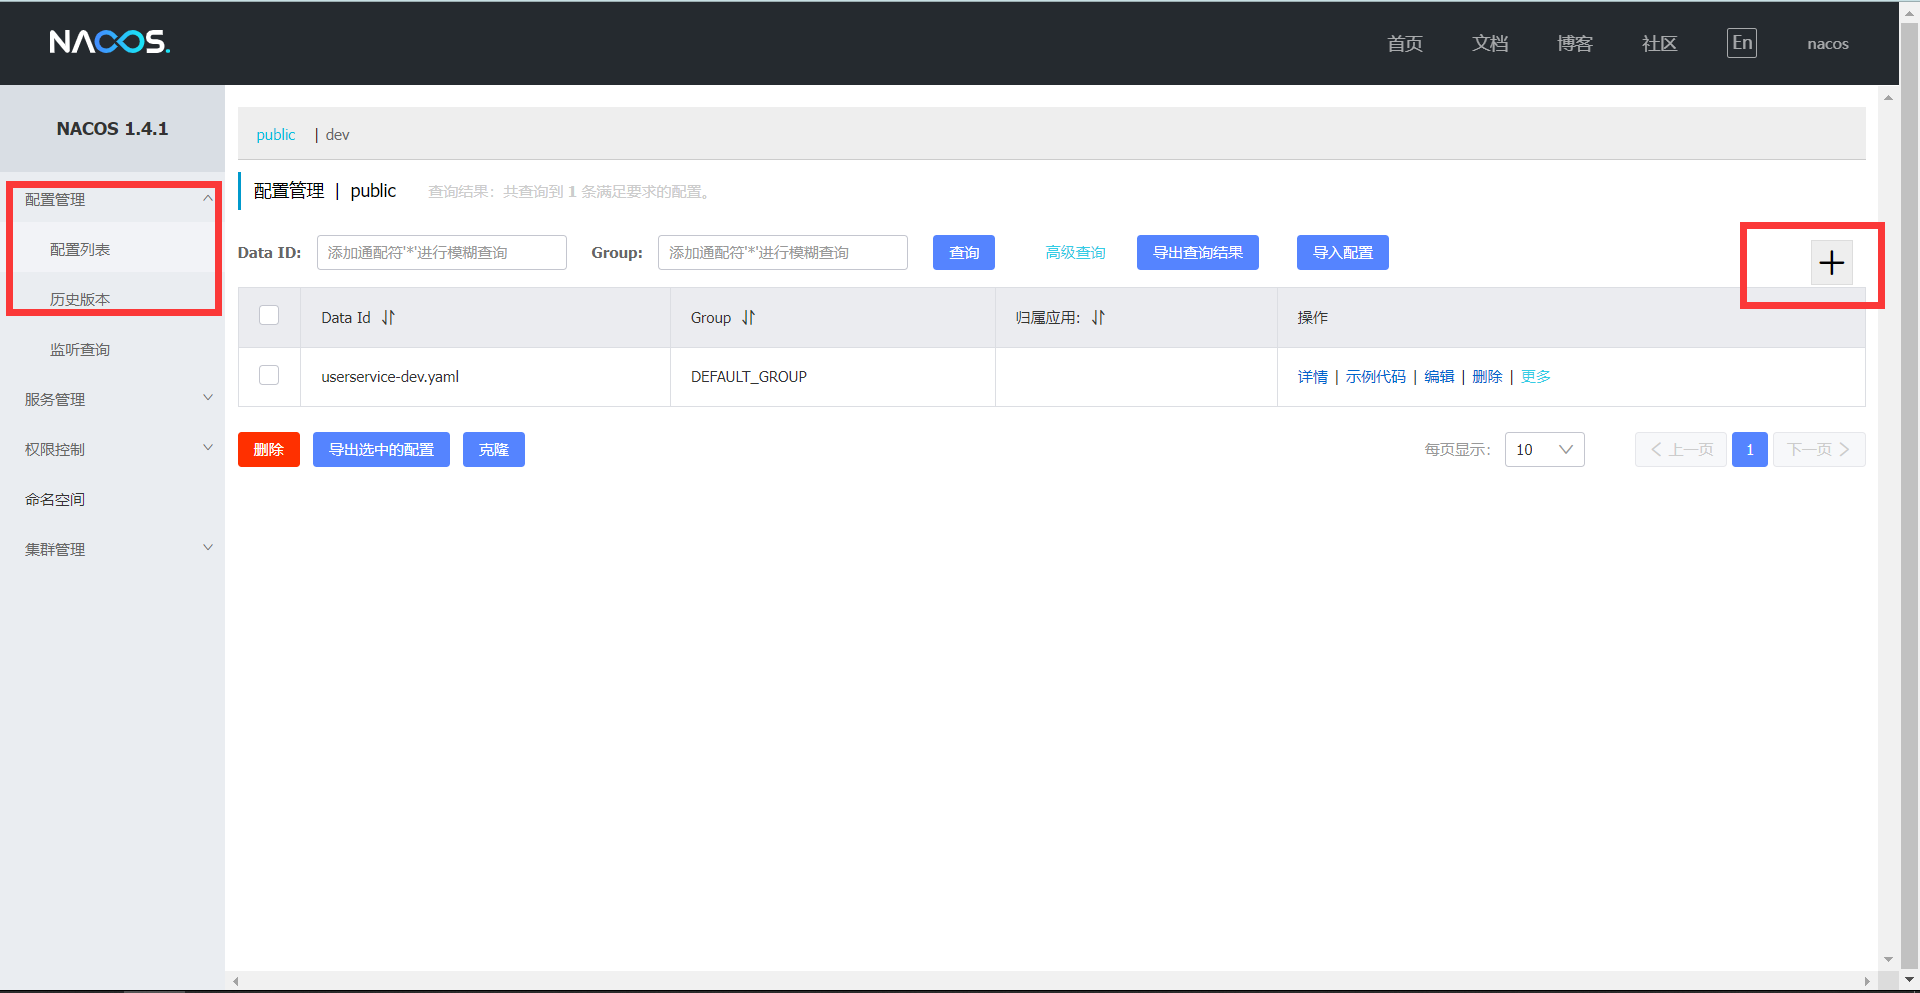 NACOS.
首页 文档 博客 社区 En nacos
NACOS 1.4.1
配置管理
配置列表
历史版本
监听查询
服务管理
权限控制
命名空间
集群管理
public | dev
配置管理 | public 查询结果：共查询到 1 条满足要求的配置。
Data ID: 添加通配符'*'进行模糊查询 Group: 添加通配符'*'进行模糊查询 查询 高级查询 导出查询结果 导入配置 +
Data Id Group 归属应用: 操作
userservice-dev.yaml DEFAULT_GROUP 详情 | 示例代码 | 编辑 | 删除 | 更多
删除 导出选中的配置 克隆 每页显示: 10 上一页 1 下一页